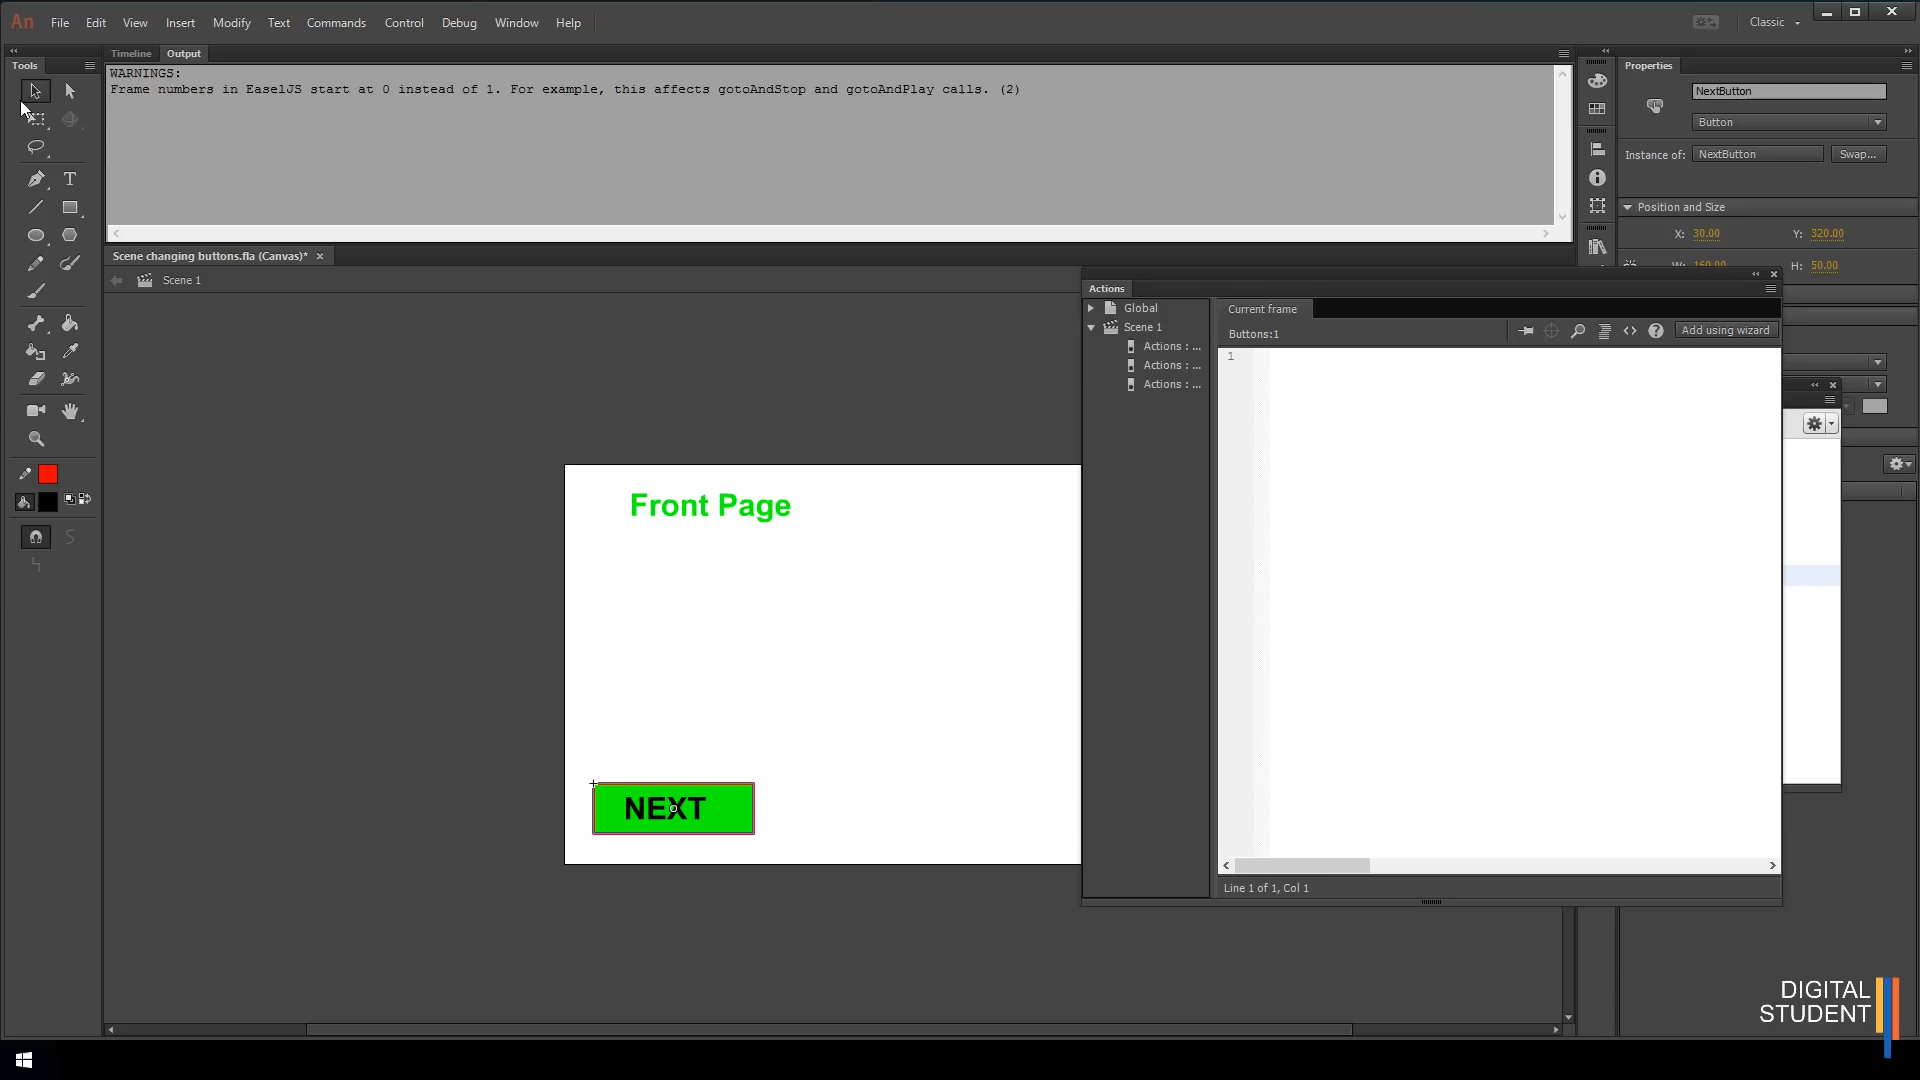 An File Edit View Insert Modify Text Commands Control Debug Window Help Classic
Tools
Timeline Output
WARNINGS:
Frame numbers in EaselJS start at 0 instead of 1. For example, this affects gotoAndStop and gotoAndPlay calls. (2)
Properties
NextButton
Button
Instance of: NextButton Swap...
Position and Size
X: 30.00 Y: 320.00
W: 160.00 H: 50.00
Scene changing buttons.fla (Canvas)*
Scene 1
Actions
Global
Scene 1
Actions : ...
Actions : ...
Actions : ...
Current frame
Buttons:1
Add using wizard
1
Line 1 of 1, Col 1
Front Page
NEXT
DIGITAL
STUDENT